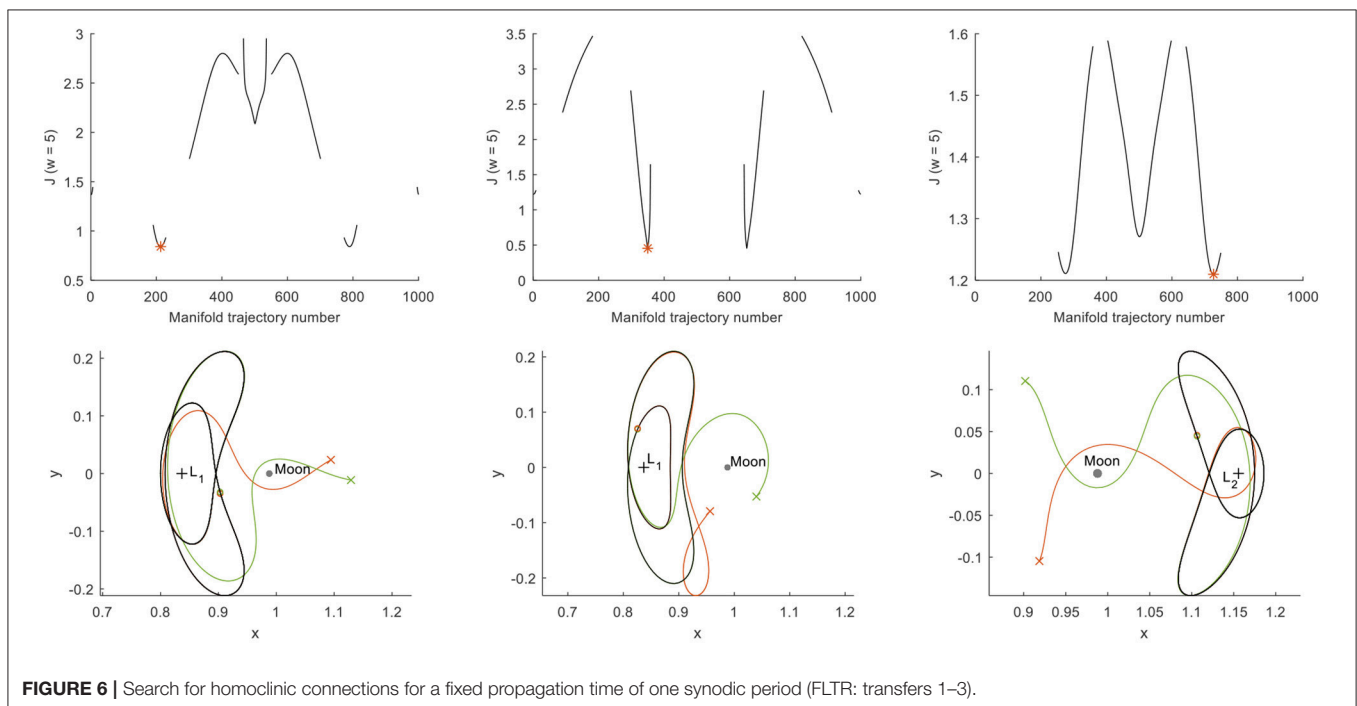 3
2.5
2
1.5
1
0.5
J (w = 5)
0 200 400 600 800 1000
Manifold trajectory number
3.5
3
2.5
2
1.5
1
0.5
0
J (w = 5)
0 200 400 600 800 1000
Manifold trajectory number
1.6
1.5
1.4
1.3
1.2
J (w = 5)
0 200 400 600 800 1000
Manifold trajectory number
0.2
0.1
0
-0.1
-0.2
y
L1
Moon
0.7 0.8 0.9 1 1.1 1.2
x
0.2
0.1
0
-0.1
-0.2
y
L1
Moon
0.7 0.8 0.9 1 1.1 1.2
x
0.1
0.05
0
-0.05
-0.1
y
Moon
L2
0.9 0.95 1 1.05 1.1 1.15 1.2
x
FIGURE 6 | Search for homoclinic connections for a fixed propagation time of one synodic period (FLTR: transfers 1–3).